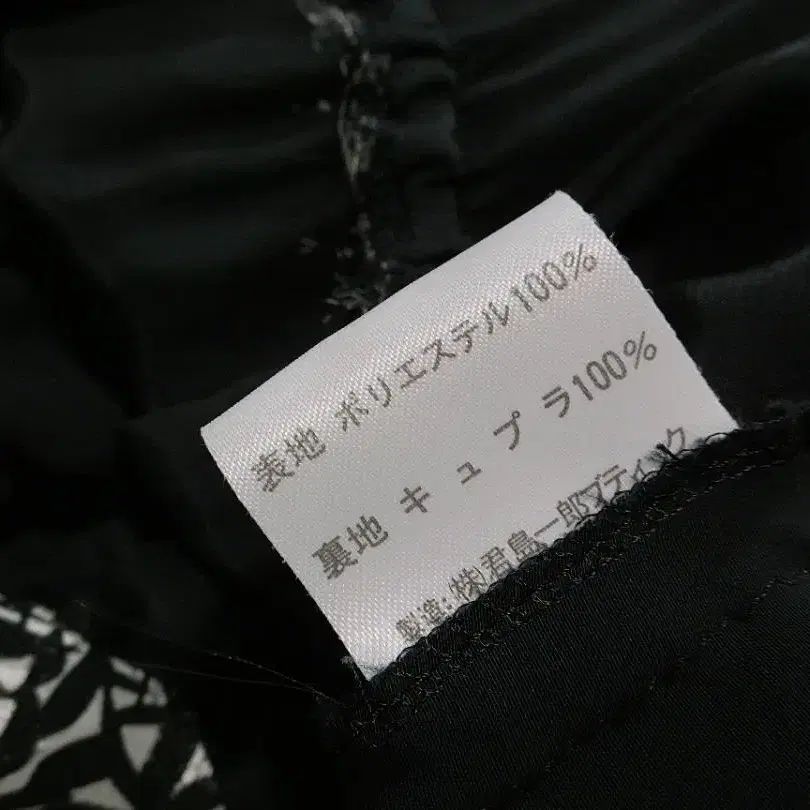 表地 ポリエステル100%
裏地 キュプラ100%
製造:㈱君島一郎ブティック